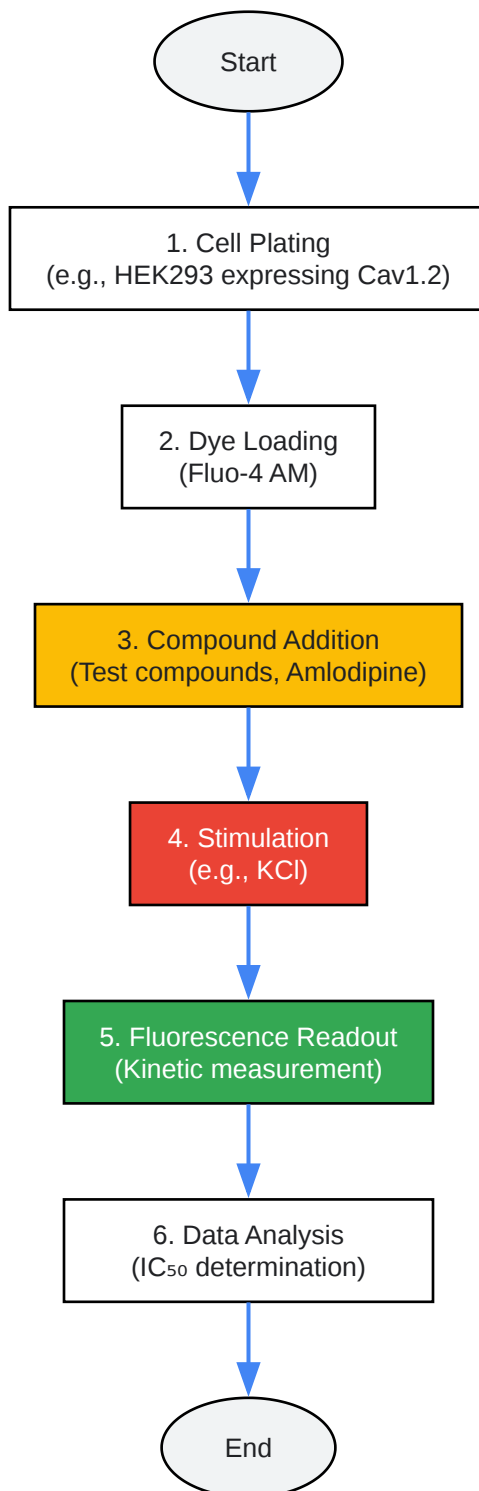 Start
1. Cell Plating
(e.g., HEK293 expressing Cav1.2)
2. Dye Loading
(Fluo-4 AM)
3. Compound Addition
(Test compounds, Amlodipine)
4. Stimulation
(e.g., KCl)
5. Fluorescence Readout
(Kinetic measurement)
6. Data Analysis
(IC₅₀ determination)
End